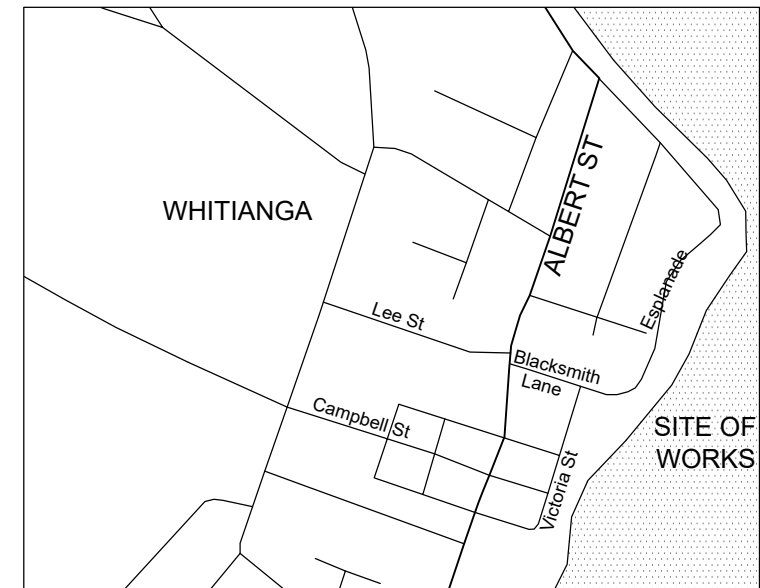 WHITIANGA
ALBERT ST
Esplanade
Lee St
Blacksmith
Lane
Campbell St
Victoria St
SITE OF
WORKS